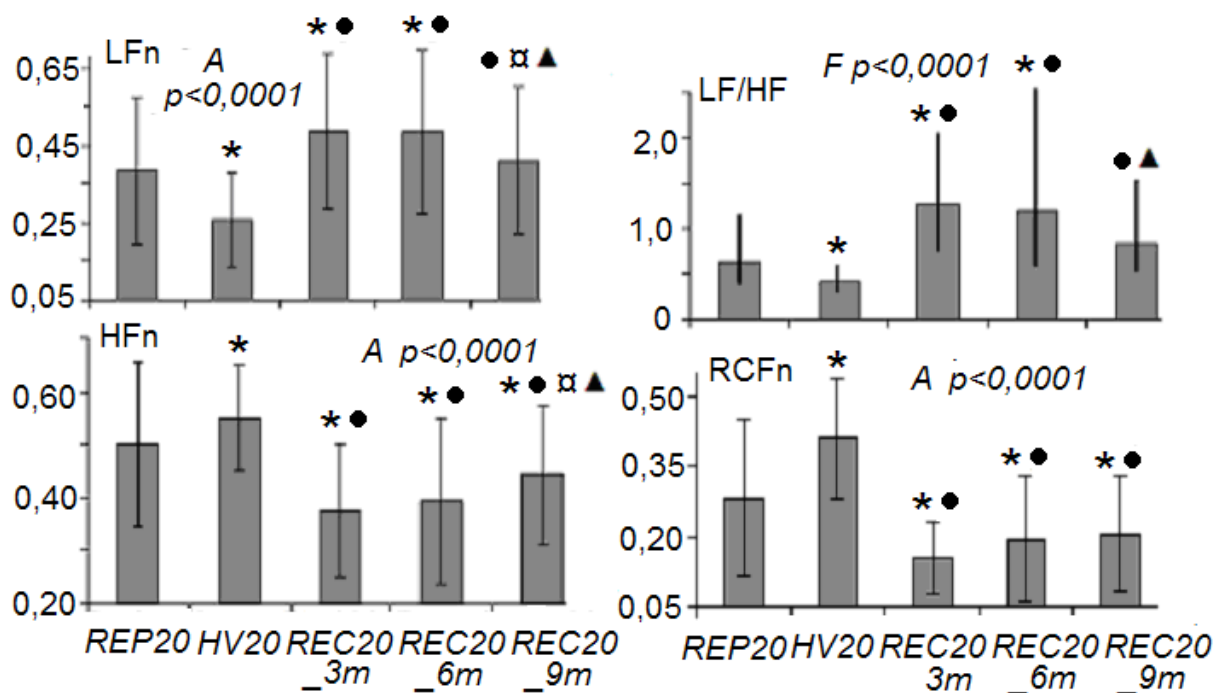 LFn
A
p<0,0001
* ●
* ●
● ¤ ▲
*
0,65
0,45
0,25
0,05
LF/HF
F p<0,0001
* ●
* ●
● ▲
*
2,0
1,0
0
HFn
A p<0,0001
*
* ●
* ●
* ● ¤ ▲
0,60
0,40
0,20
REP20 HV20 REC20 REC20 REC20
_3m _6m _9m
RCFn
A p<0,0001
*
* ●
* ●
* ●
0,50
0,35
0,20
0,05
REP20 HV20 REC20 REC20 REC20
3m _6m _9m